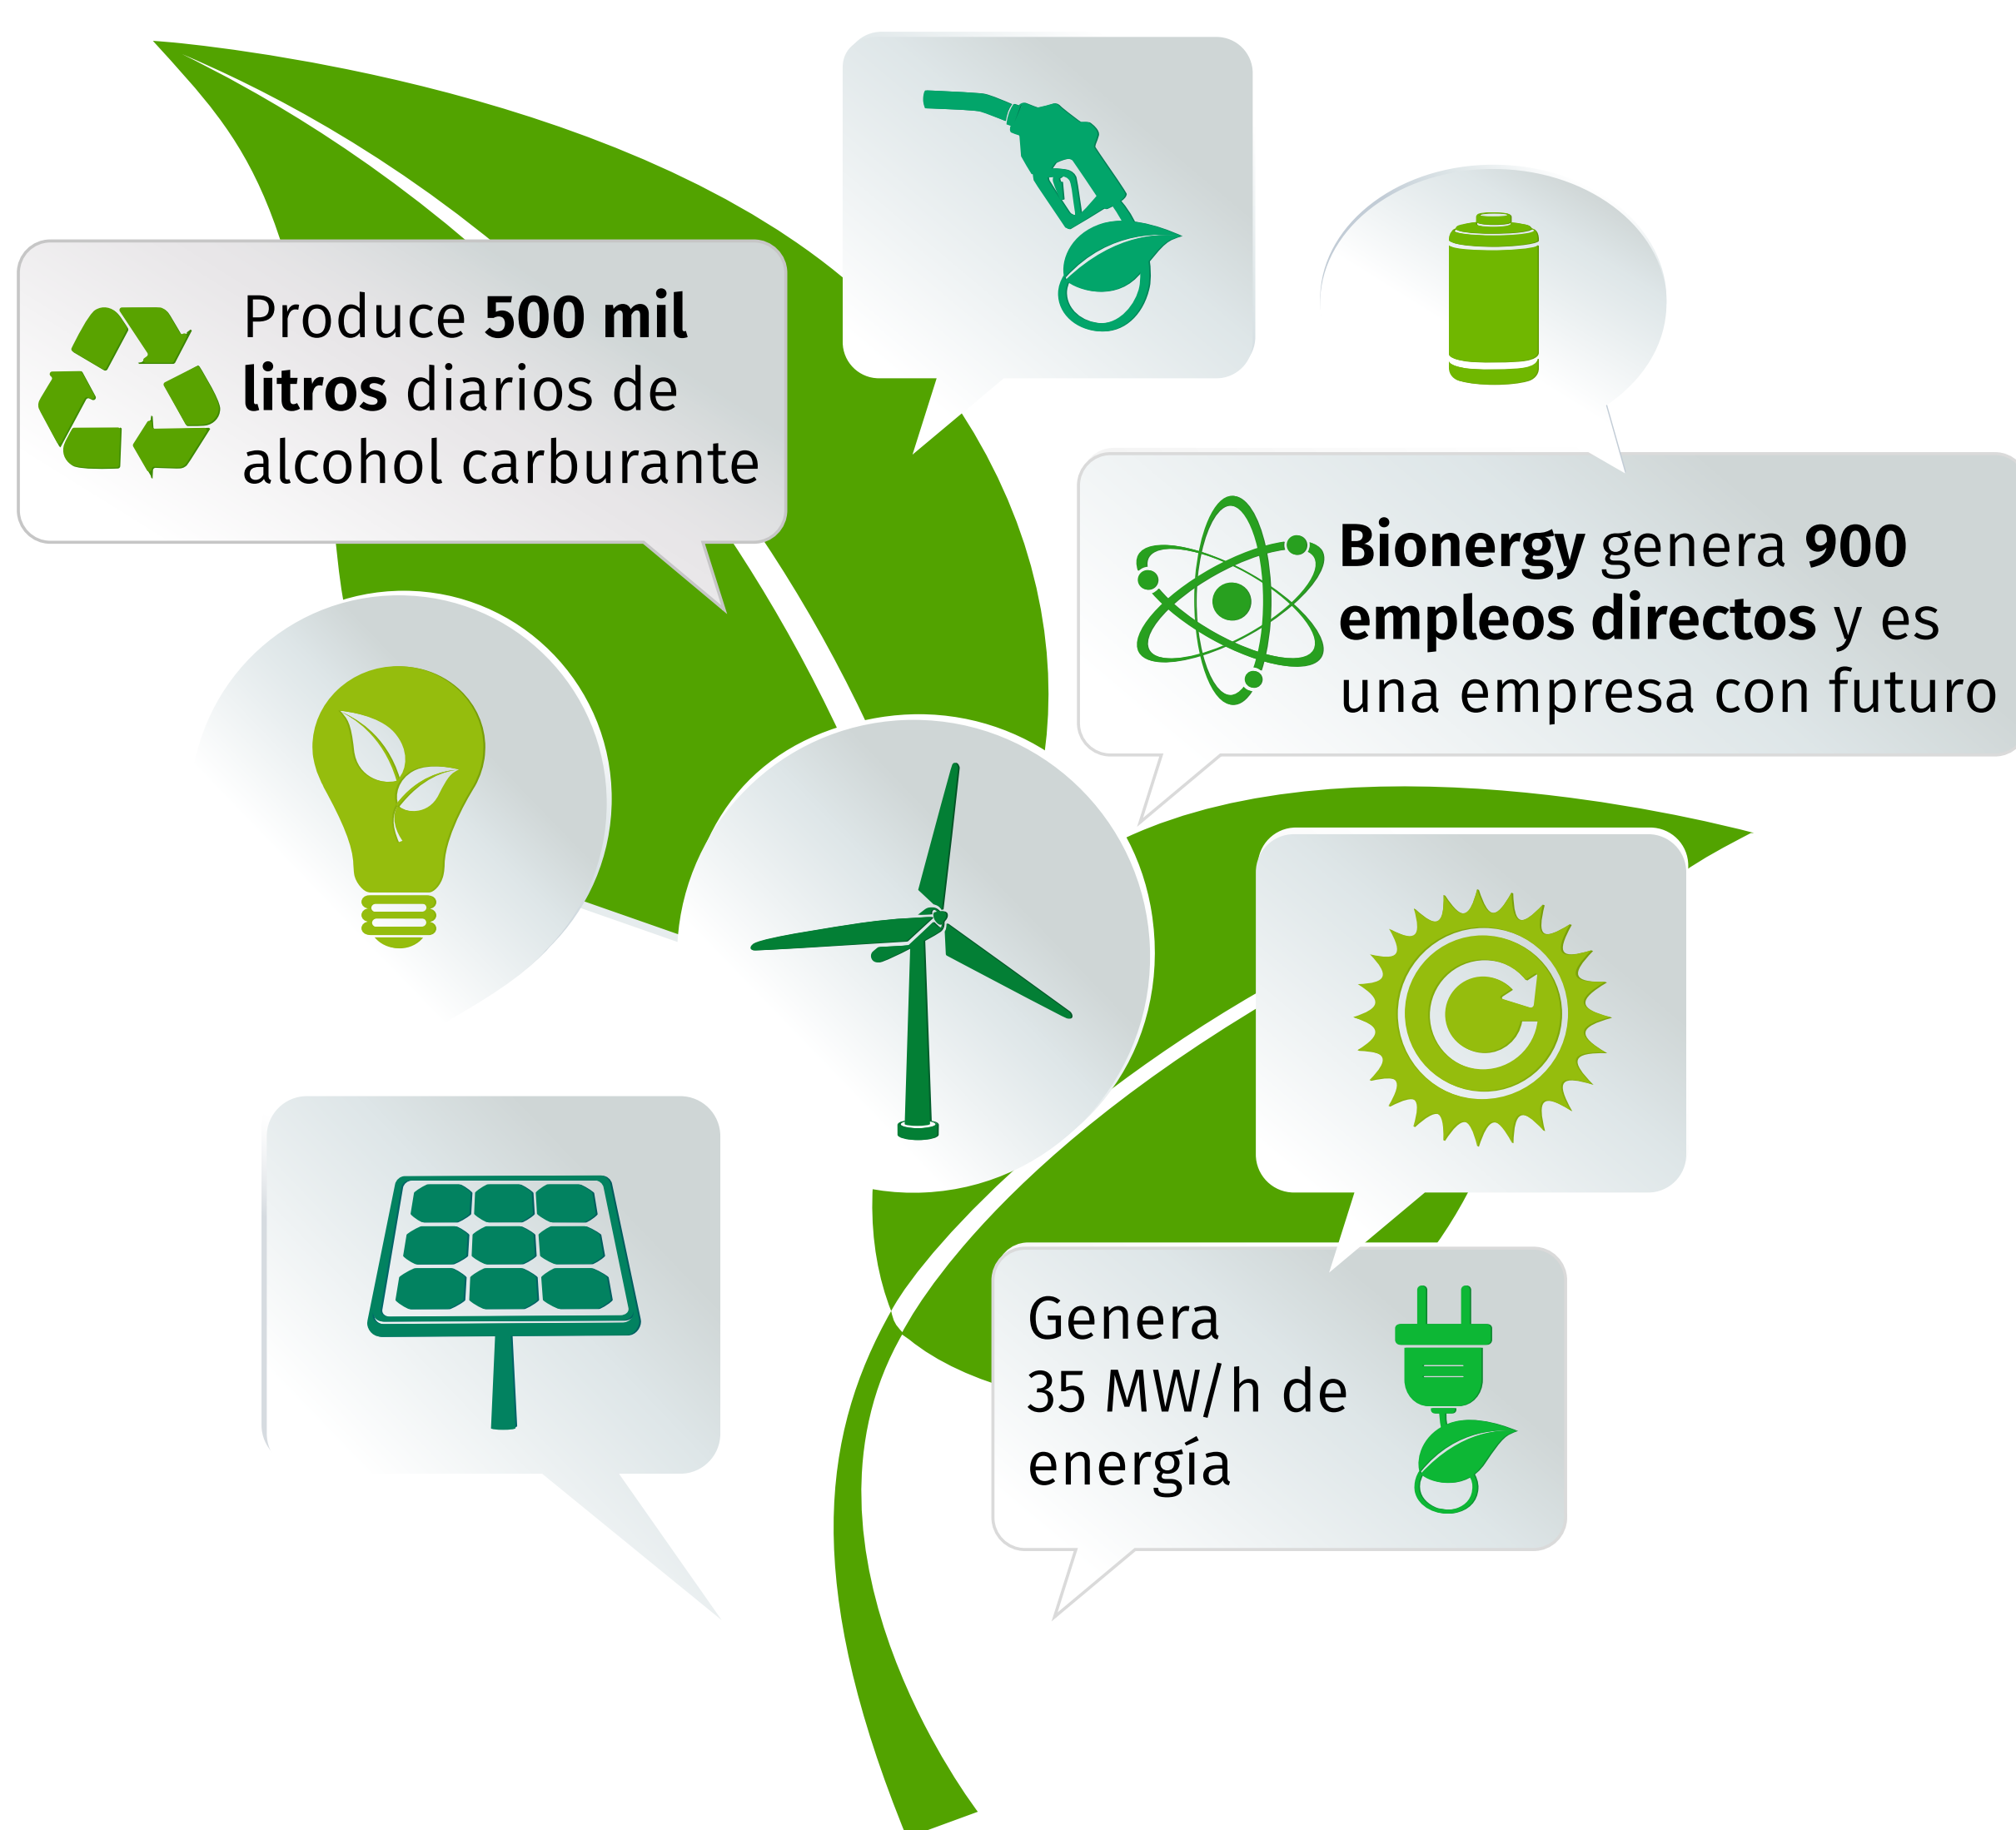 Produce 500 mil
litros diarios de
alcohol carburante
Bionergy genera 900
empleos directos y es
una empresa con futuro
Genera
35 MW/h de
energía